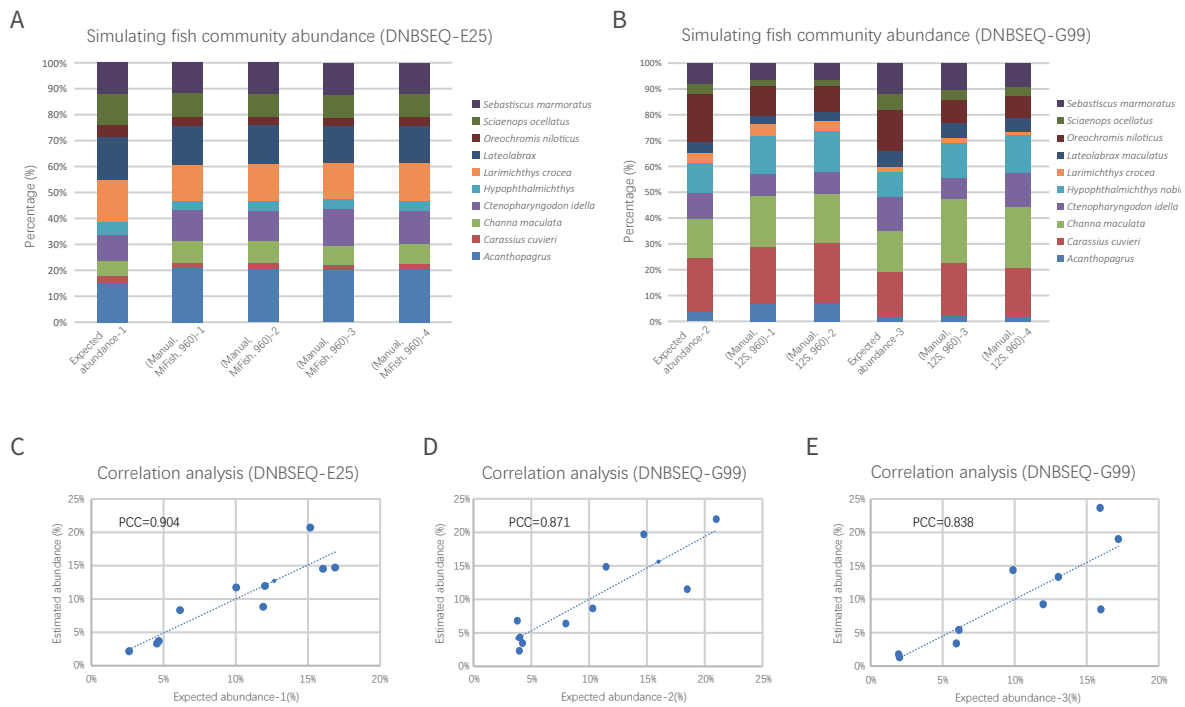 A
Simulating fish community abundance (DNBSEQ-E25)
Percentage (%)
100%
90%
80%
70%
60%
50%
40%
30%
20%
10%
0%
Expected
abundance-1
(Manual,
MiFish, 960)-1
(Manual,
MiFish, 960)-2
(Manual,
MiFish, 960)-3
(Manual,
MiFish, 960)-4
Sebastiscus marmoratus
Sciaenops ocellatus
Oreochromis niloticus
Lateolabrax
Larimichthys crocea
Hypophthalmichthys
Ctenopharyngodon idella
Channa maculata
Carassius cuvieri
Acanthopagrus
B
Simulating fish community abundance (DNBSEQ-G99)
Percentage (%)
100%
90%
80%
70%
60%
50%
40%
30%
20%
10%
0%
Expected
abundance-2
(Manual,
12S, 960)-1
(Manual,
12S, 960)-2
Expected
abundance-3
(Manual,
12S, 960)-3
(Manual,
12S, 960)-4
Sebastiscus marmoratus
Sciaenops ocellatus
Oreochromis niloticus
Lateolabrax maculatus
Larimichthys crocea
Hypophthalmichthys nobil
Ctenopharyngodon idella
Channa maculata
Carassius cuvieri
Acanthopagrus
C
Correlation analysis (DNBSEQ-E25)
PCC=0.904
Estimated abundance (%)
25%
20%
15%
10%
5%
0%
0%
5%
10%
15%
20%
Expected abundance-1(%)
D
Correlation analysis (DNBSEQ-G99)
PCC=0.871
Estimated abundance (%)
25%
20%
15%
10%
5%
0%
0%
5%
10%
15%
20%
25%
Expected abundance-2(%)
E
Correlation analysis (DNBSEQ-G99)
PCC=0.838
Estimated abundance (%)
25%
20%
15%
10%
5%
0%
0%
5%
10%
15%
20%
Expected abundance-3(%)